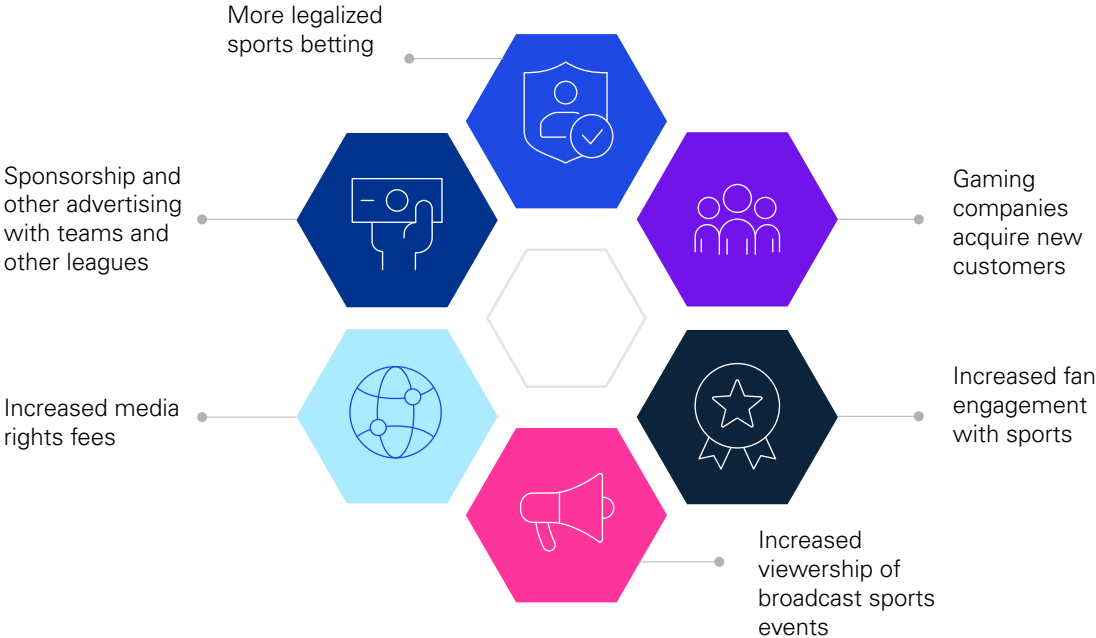 More legalized
sports betting
Gaming
companies
acquire new
customers
Increased fan
engagement
with sports
Increased
viewership of
broadcast sports
events
Increased media
rights fees
Sponsorship and
other advertising
with teams and
other leagues